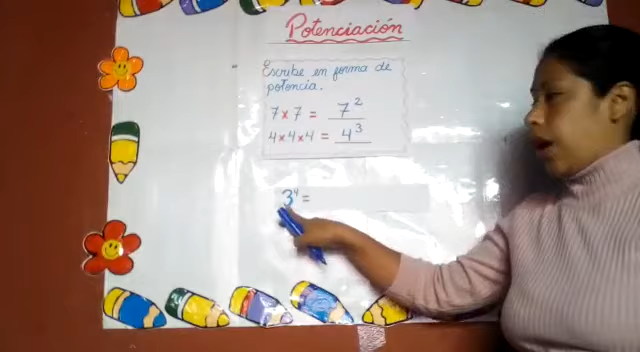 Potenciación
Escribe en forma de
potencia.
7 x 7 = 7²
4 x 4 x 4 = 4³
3⁴ =